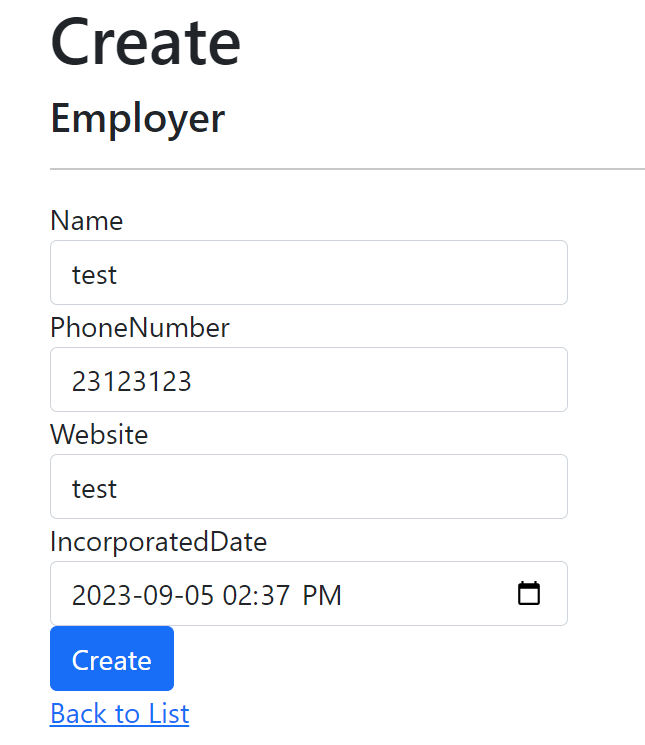 Create
Employer
Name
test
PhoneNumber
23123123
Website
test
IncorporatedDate
2023-09-05 02:37 PM
Create
Back to List